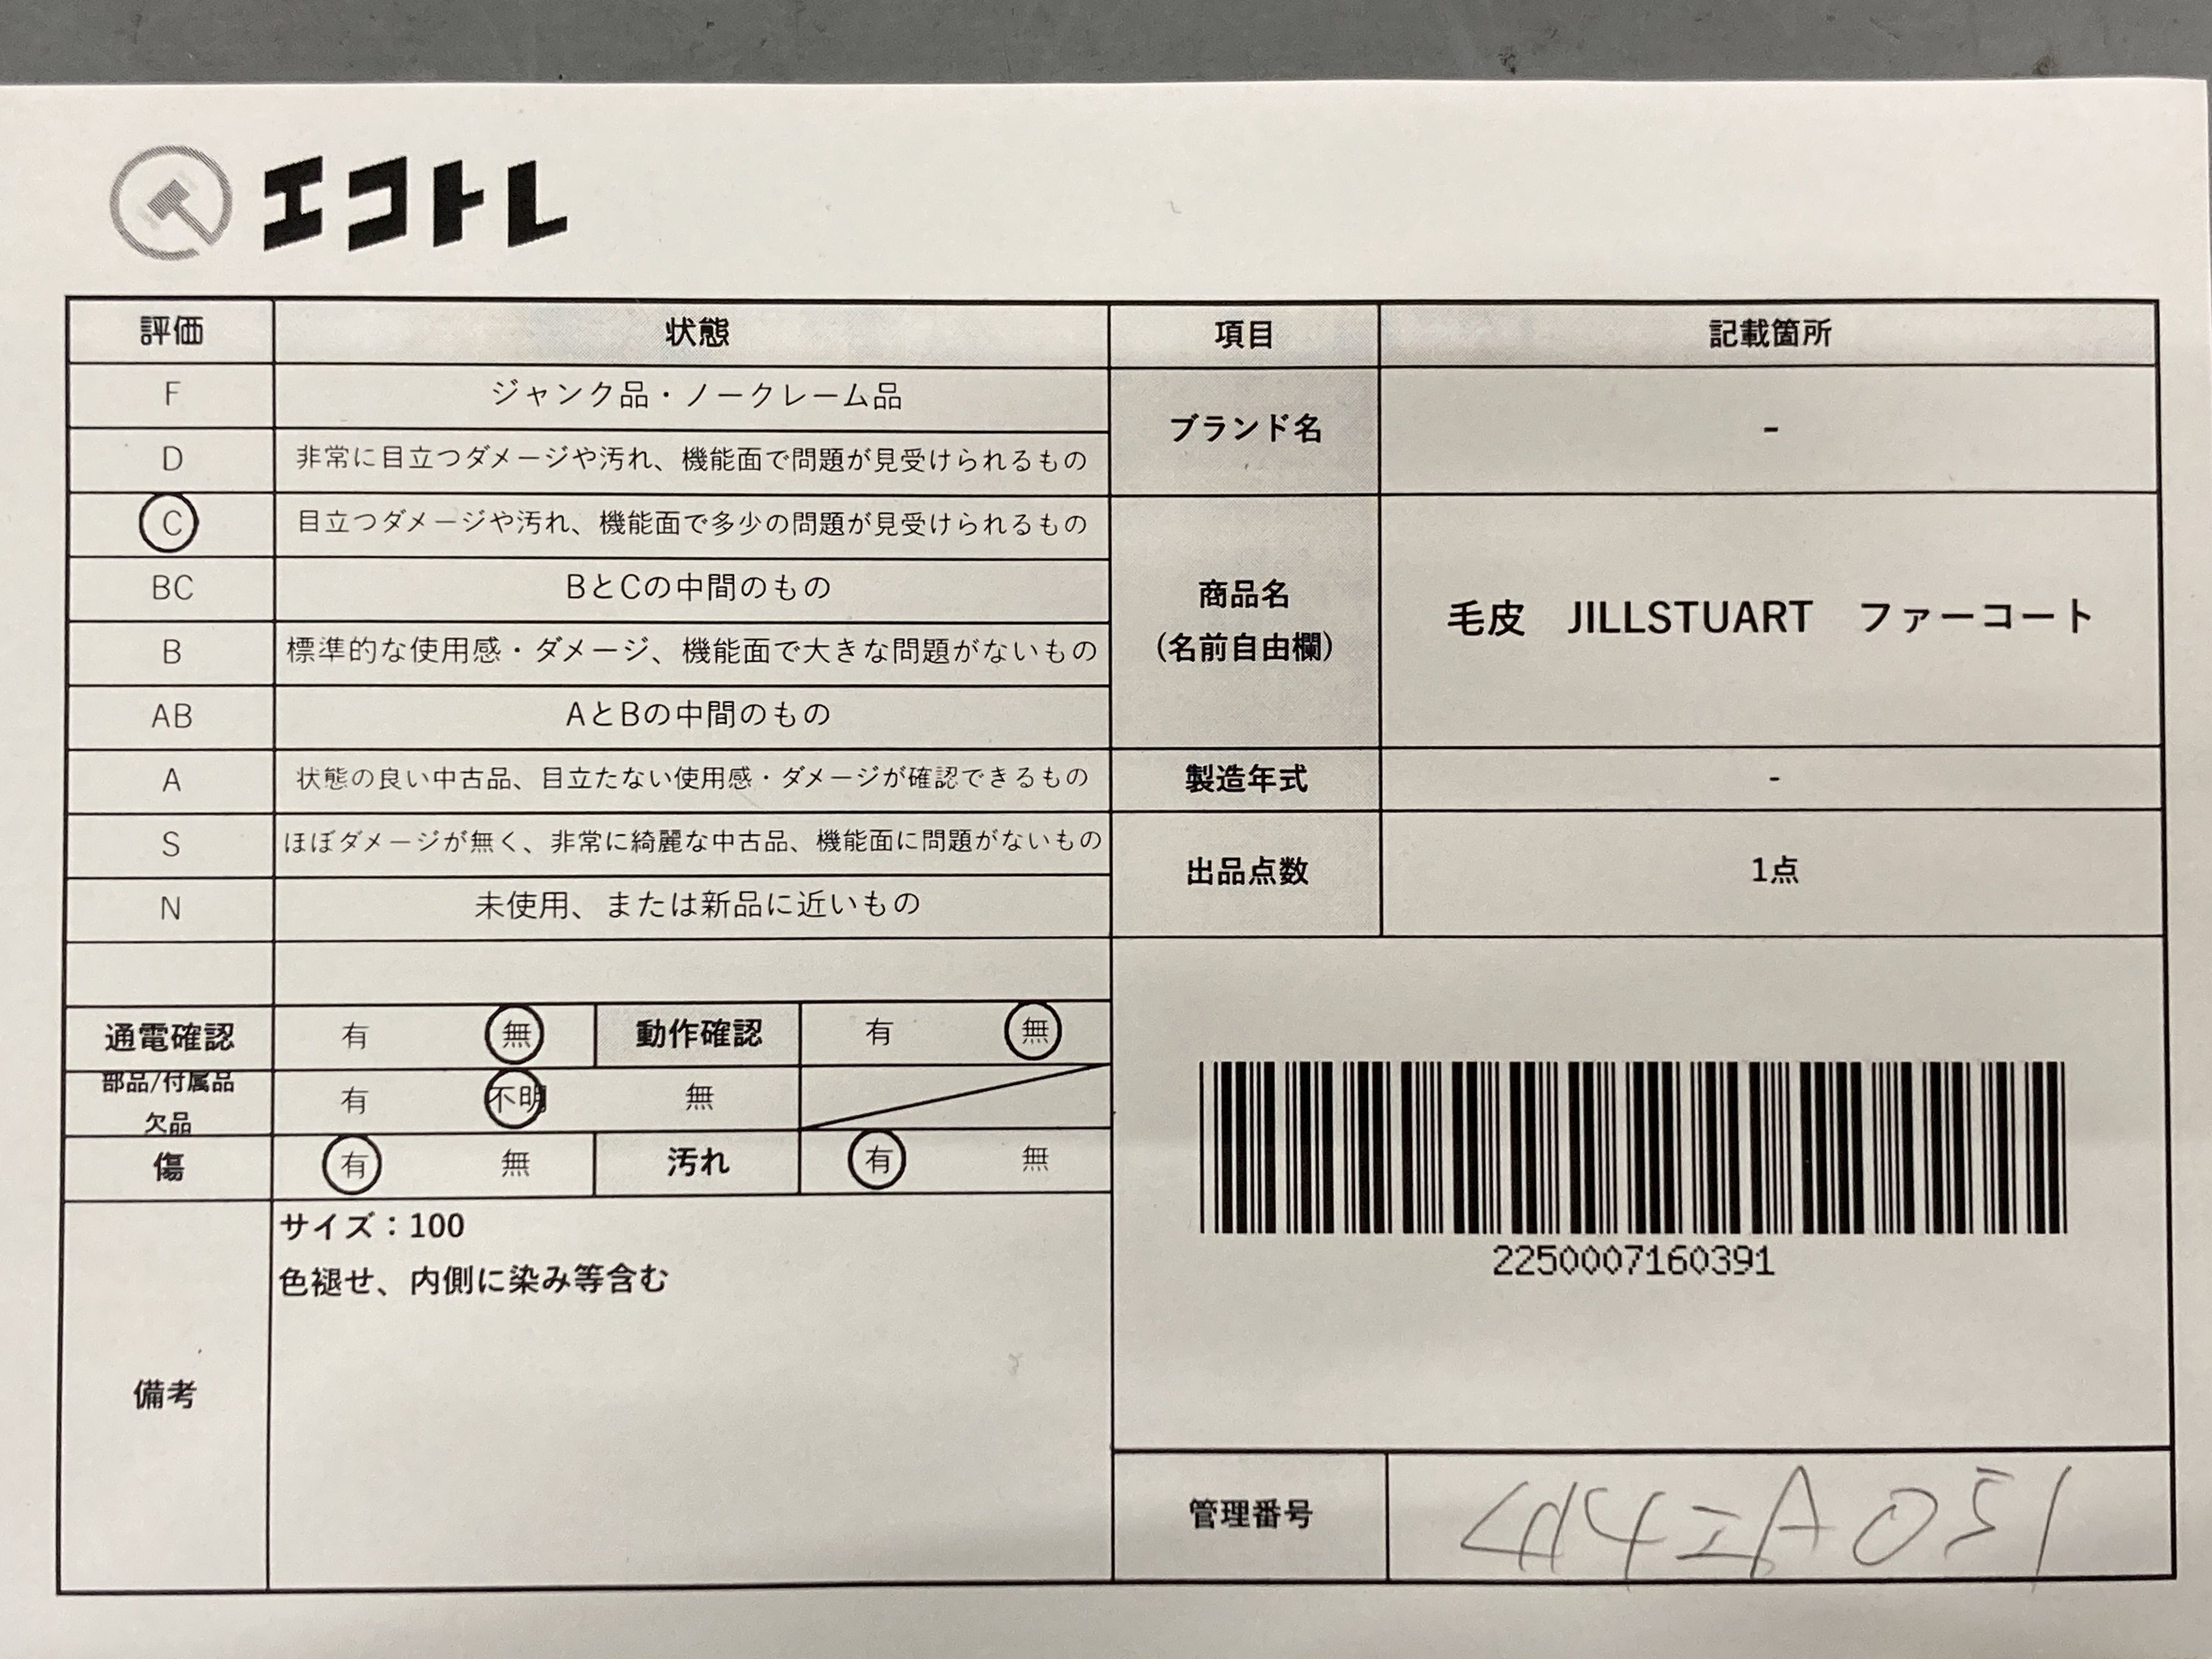 エコトレ
評価 状態 項目 記載箇所
F ジャンク品・ノークレーム品
D 非常に目立つダメージや汚れ、機能面で問題が見受けられるもの
ブランド名 -
C 目立つダメージや汚れ、機能面で多少の問題が見受けられるもの
BC BとCの中間のもの
B 標準的な使用感・ダメージ、機能面で大きな問題がないもの
AB AとBの中間のもの
商品名
(名前自由欄)
毛皮 JILLSTUART ファーコート
A 状態の良い中古品、目立たない使用感・ダメージが確認できるもの
製造年式 -
S ほぼダメージが無く、非常に綺麗な中古品、機能面に問題がないもの
N 未使用、または新品に近いもの
出品点数 1点
通電確認 有 無 動作確認 有 無
部品/付属品
欠品
有 不明 無
傷 有 無 汚れ 有 無
備考
サイズ：100
色褪せ、内側に染み等含む
2250007160391
管理番号